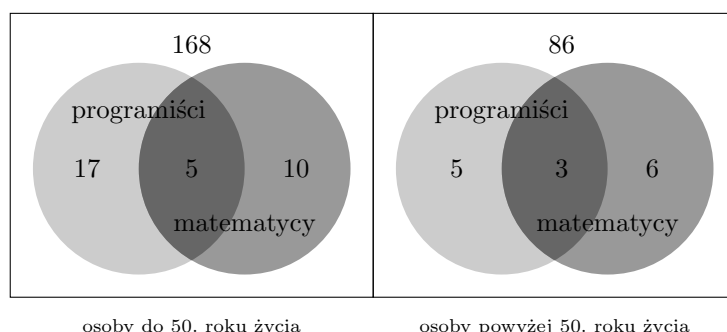 168 86
programiści programiści
17 5 10 5 3 6
matematycy matematycy
osoby do 50. roku życia osoby powyżej 50. roku życia